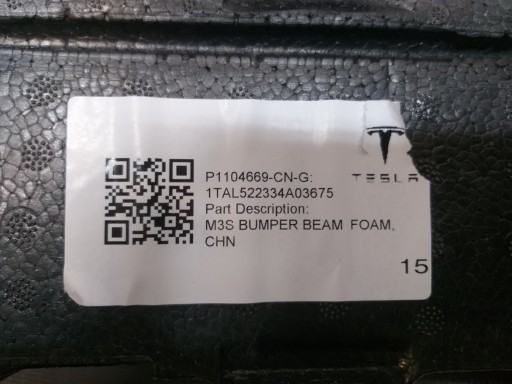 P1104669-CN-G:
1TAL522334A03675
Part Description:
M3S BUMPER BEAM FOAM,
CHN
TESLA
15